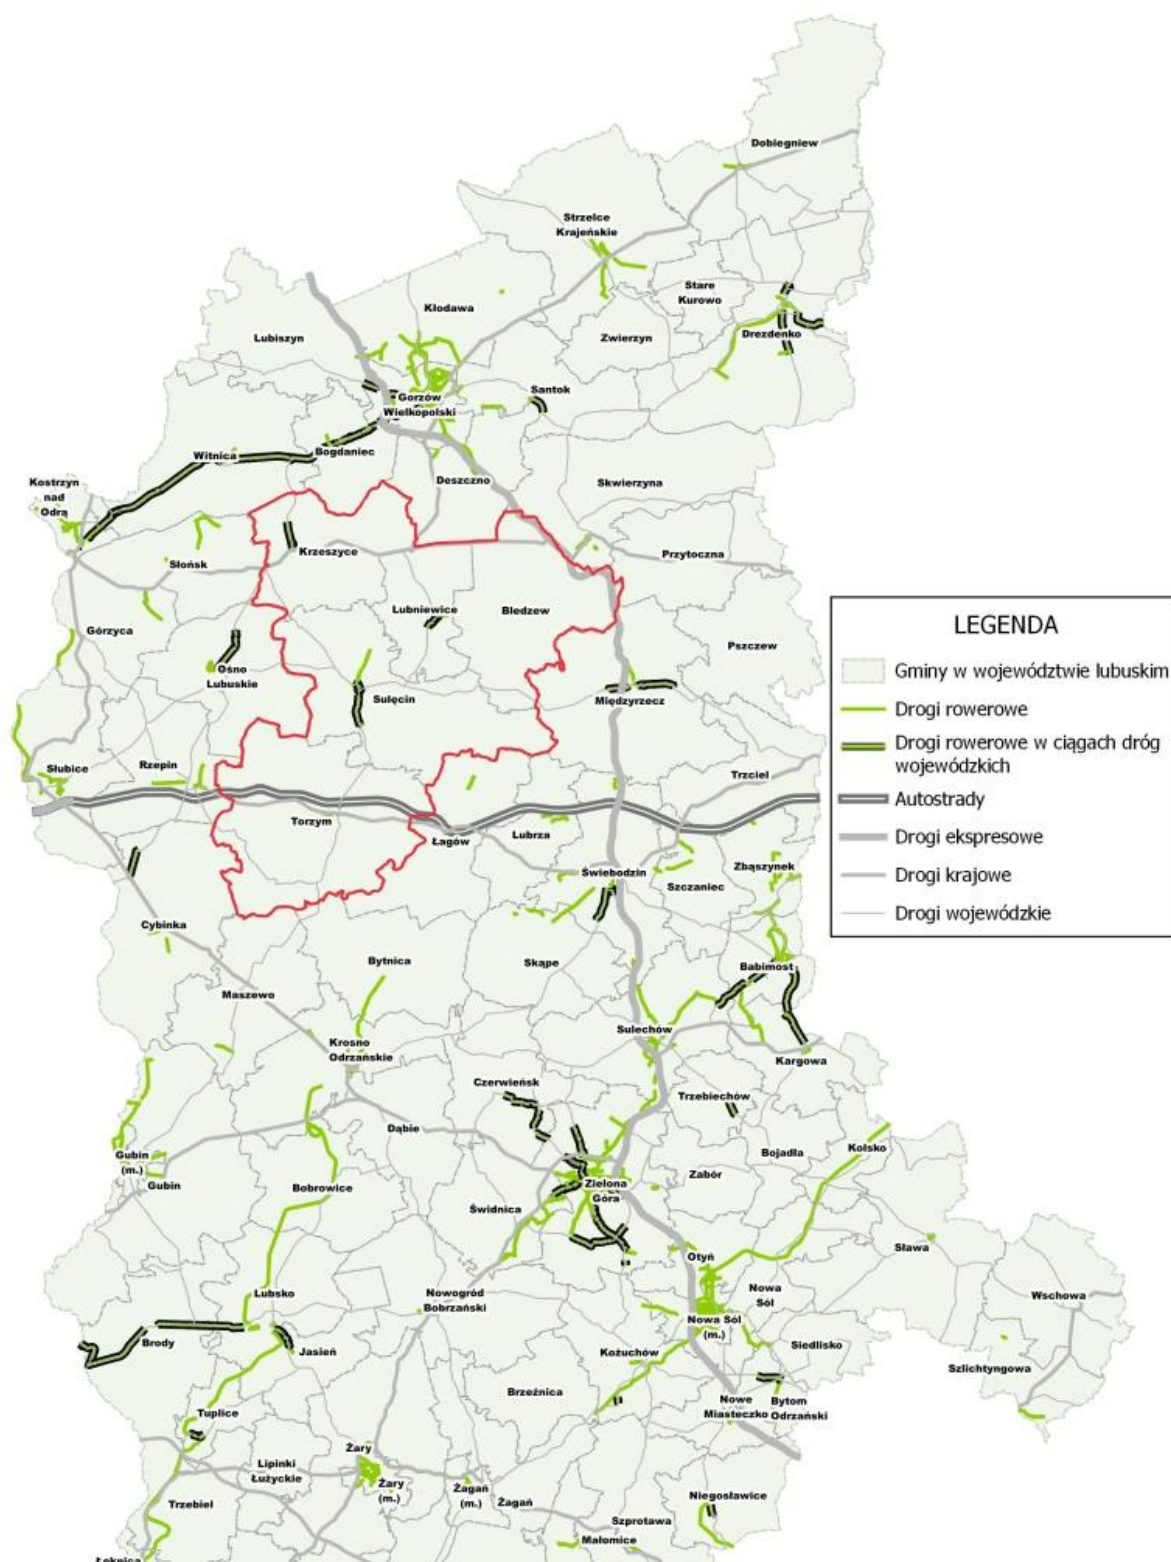 Dobiegniew
Strzelce
Krajeńskie
Stare
Kurowo
Kłodawa
Lubiszyn
Zwierzyn
Drezdenko
Santok
Gorzów
Wielkopolski
Bogdaniec
Witnica
Kostrzyn
nad
Odrą
Deszczno
Skwierzyna
Krzeszyce
Przytoczna
Słońsk
Lubniewice
Bledzew
Górzyca
Pszczew
Ośno
Lubuskie
Sulęcin
Międzyrzecz
Słubice
Rzepin
Trzciel
Torzym
Łagów
Lubrza
Świebodzin
Szczaniec
Zbąszynek
Cybinka
Bytnica
Skąpe
Babimost
Maszewo
Sulechów
Krosno
Odrzańskie
Kargowa
Czerwieńsk
Trzebiechów
Dąbie
Kolsko
Bojadła
Gubin
(m.)
Gubin
Bobrowice
Zabór
Zielona
Góra
Świdnica
Otyń
Sława
Lubsko
Nowogród
Bobrzański
Nowa
Sól
Wschowa
Nowa Sól
(m.)
Brody
Jasień
Kożuchów
Siedlisko
Szlichtyngowa
Brzeźnica
Nowe
Miasteczko
Bytom
Odrzański
Tuplice
Żary
Lipinki
Łużyckie
Żary
(m.)
Żagań
(m.)
Żagań
Niegosławice
Trzebiel
Szprotawa
Małomice
Łęknica
LEGENDA
Gminy w województwie lubuskim
Drogi rowerowe
Drogi rowerowe w ciągach dróg
wojewódzkich
Autostrady
Drogi ekspresowe
Drogi krajowe
Drogi wojewódzkie